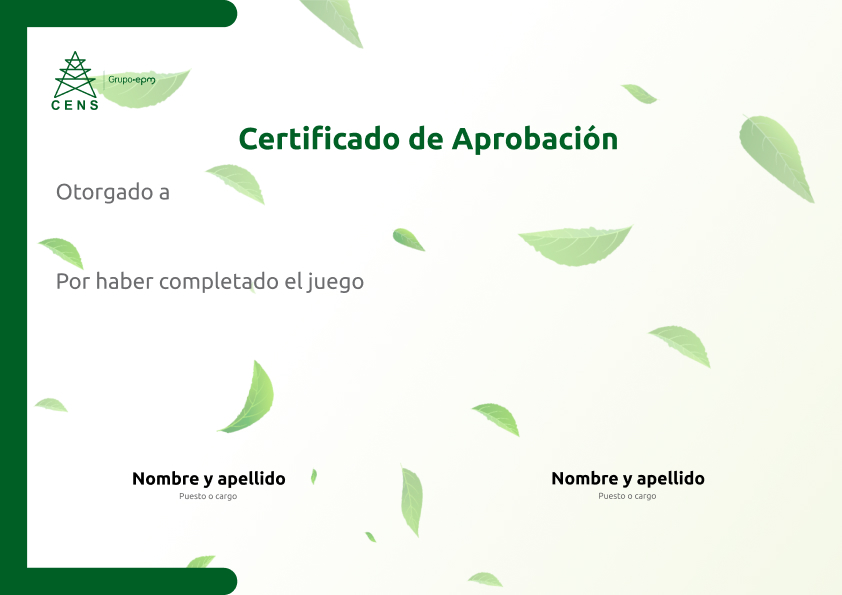 CENS
Grupo-epm
Certificado de Aprobación
Otorgado a
Por haber completado el juego
Nombre y apellido
Puesto o cargo
Nombre y apellido
Puesto o cargo